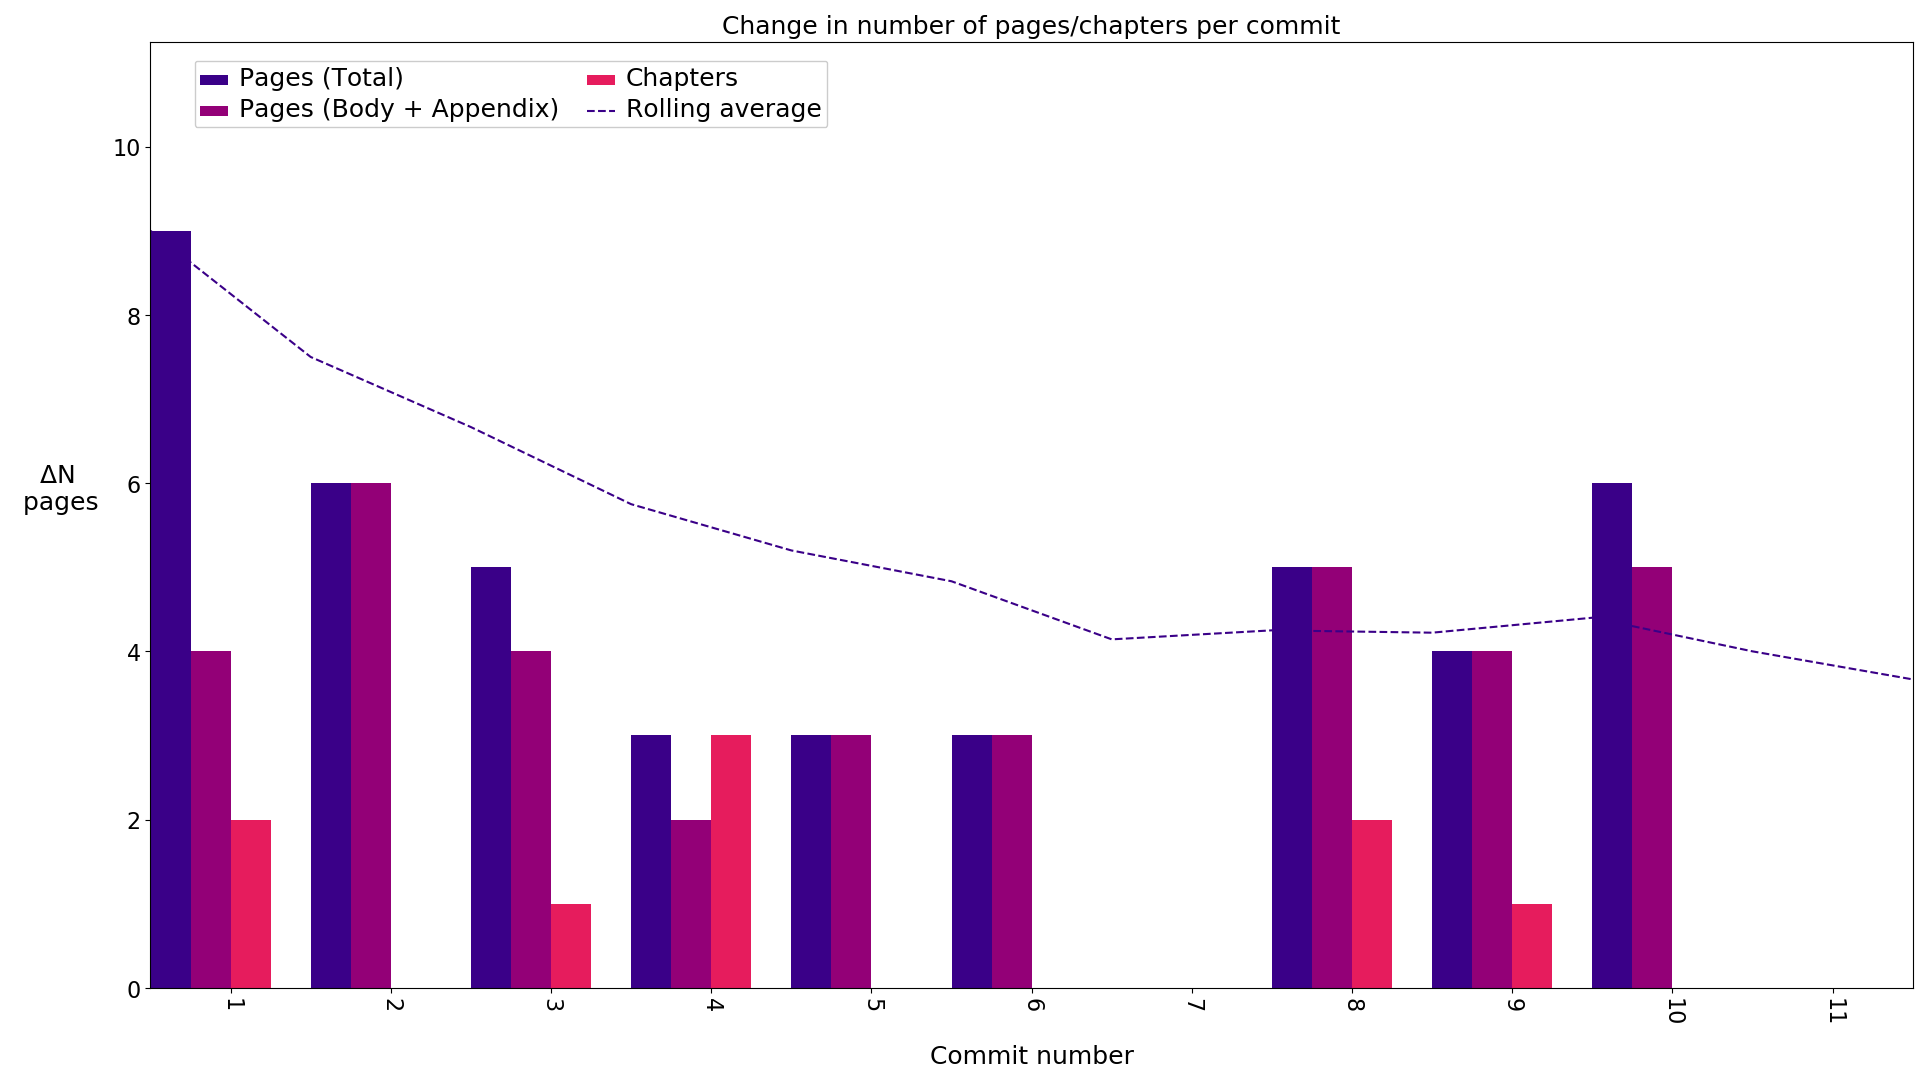 Change in number of pages/chapters per commit
Pages (Total)
Pages (Body + Appendix)
Chapters
Rolling average
10
8
6
4
2
0
ΔN
pages
1 2 3 4 5 6 7 8 9 10 11
Commit number